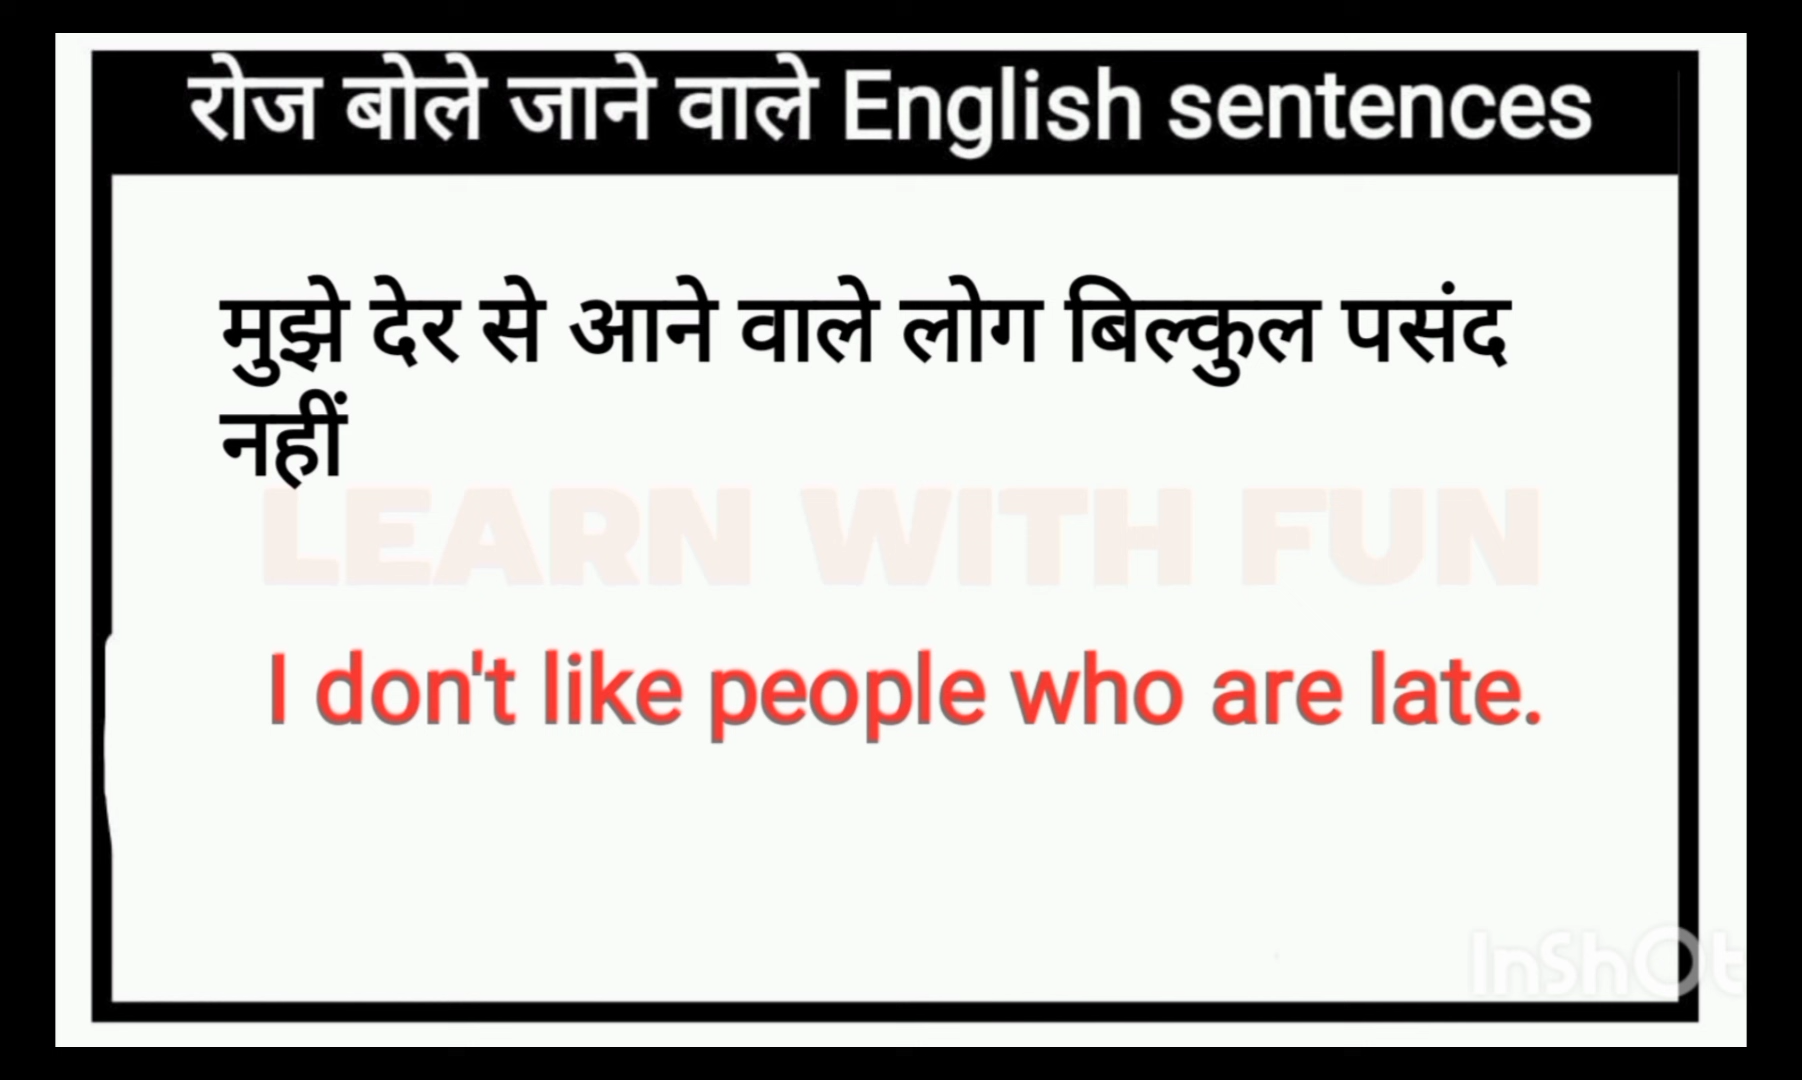 रोज बोले जाने वाले English sentences
मुझे देर से आने वाले लोग बिल्कुल पसंद
नहीं
LEARN WITH FUN
I don't like people who are late.
InShOt